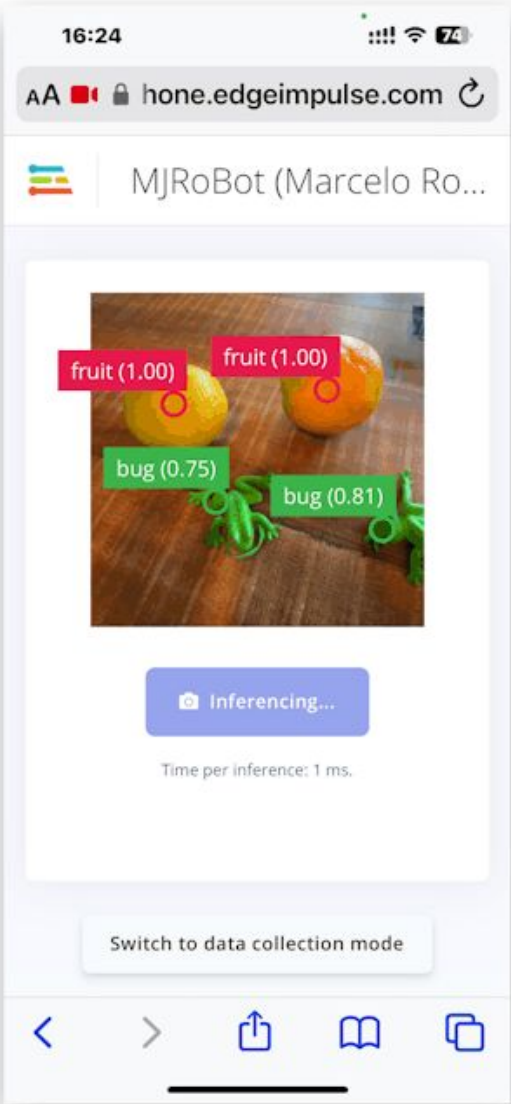 16:24
74
AA hone.edgeimpulse.com
MJRoBot (Marcelo Ro...
fruit (1.00)
fruit (1.00)
bug (0.75)
bug (0.81)
Inferencing...
Time per inference: 1 ms.
Switch to data collection mode